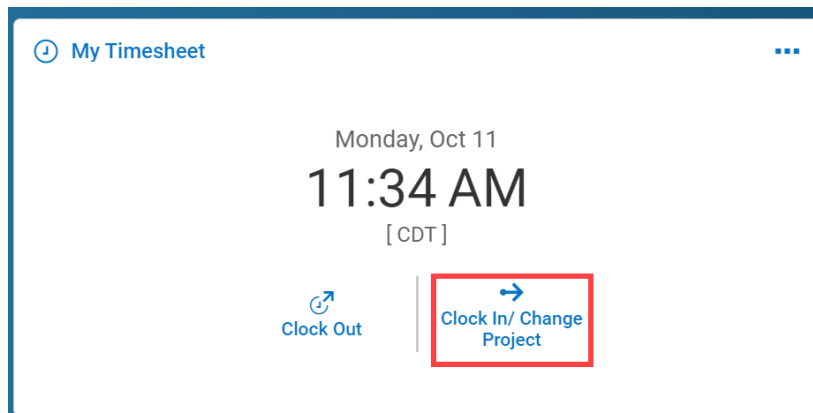 My Timesheet
Monday, Oct 11
11:34 AM
[ CDT ]
Clock Out
Clock In/ Change
Project